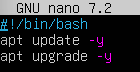 GNU nano 7.2
#!/bin/bash
apt update -y
apt upgrade -y